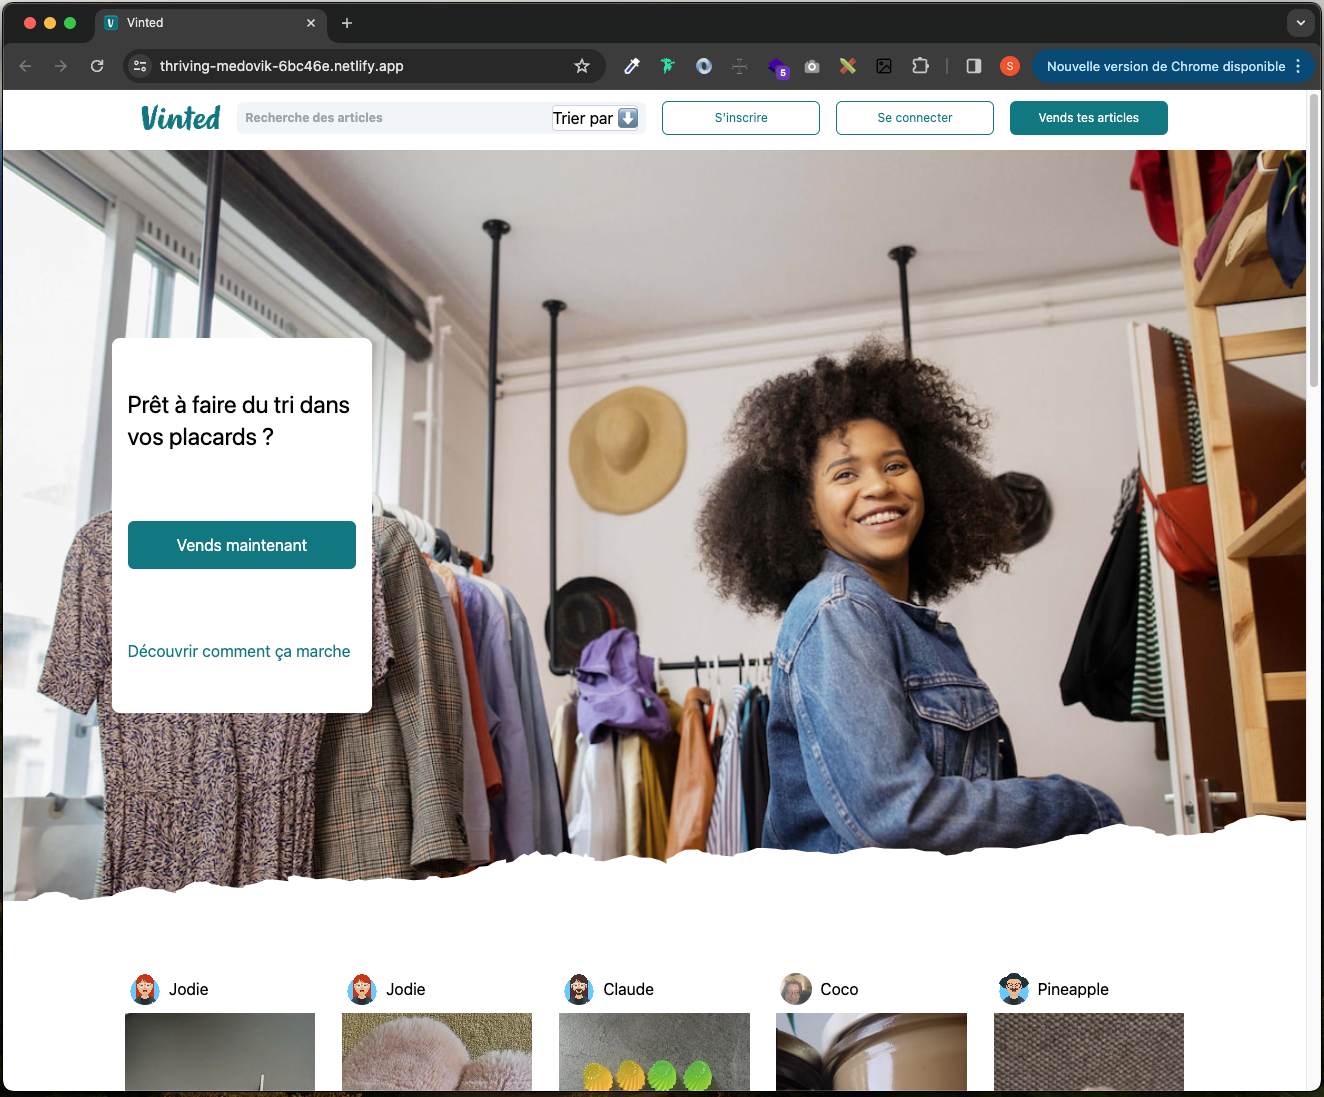 Vinted
thriving-medovik-6bc46e.netlify.app
5
S
Nouvelle version de Chrome disponible
Vinted
Recherche des articles
Trier par
S'inscrire
Se connecter
Vends tes articles
Prêt à faire du tri dans
vos placards ?
Vends maintenant
Découvrir comment ça marche
Jodie
Jodie
Claude
Coco
Pineapple